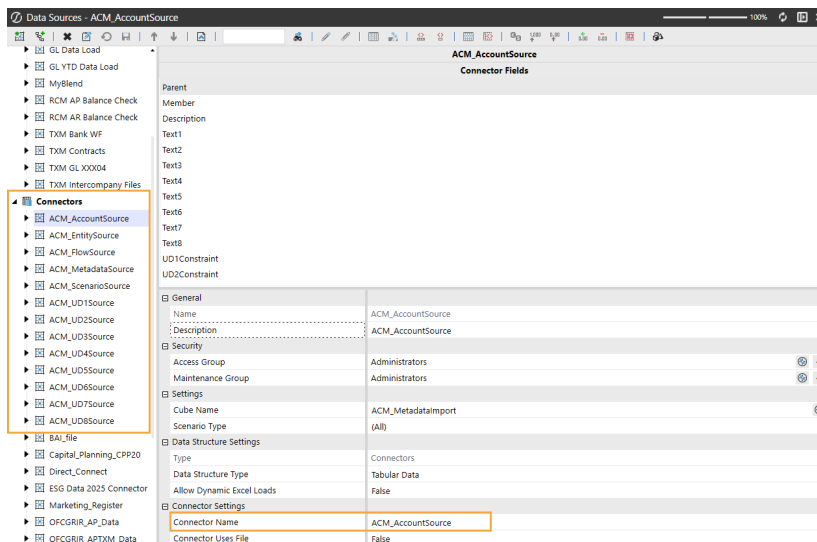 Data Sources - ACM_AccountSource
100%
GL Data Load
GL YTD Data Load
MyBlend
RCM AP Balance Check
RCM AR Balance Check
TXM Bank WF
TXM Contracts
TXM GL XXX04
TXM Intercompany Files
Connectors
ACM_AccountSource
ACM_EntitySource
ACM_FlowSource
ACM_MetadataSource
ACM_ScenarioSource
ACM_UD1Source
ACM_UD2Source
ACM_UD3Source
ACM_UD4Source
ACM_UD5Source
ACM_UD6Source
ACM_UD7Source
ACM_UD8Source
BAI_file
Capital_Planning_CPP20
Direct_Connect
ESG Data 2025 Connector
Marketing_Register
OFCGRIR_AP_Data
OFCGRIR_APTXM_Data
ACM_AccountSource
Connector Fields
Parent
Member
Description
Text1
Text2
Text3
Text4
Text5
Text6
Text7
Text8
UD1Constraint
UD2Constraint
General
Name ACM_AccountSource
Description ACM_AccountSource
Security
Access Group Administrators
Maintenance Group Administrators
Settings
Cube Name ACM_MetadataImport
Scenario Type (All)
Data Structure Settings
Type Connectors
Data Structure Type Tabular Data
Allow Dynamic Excel Loads False
Connector Settings
Connector Name ACM_AccountSource
Connector Uses File False